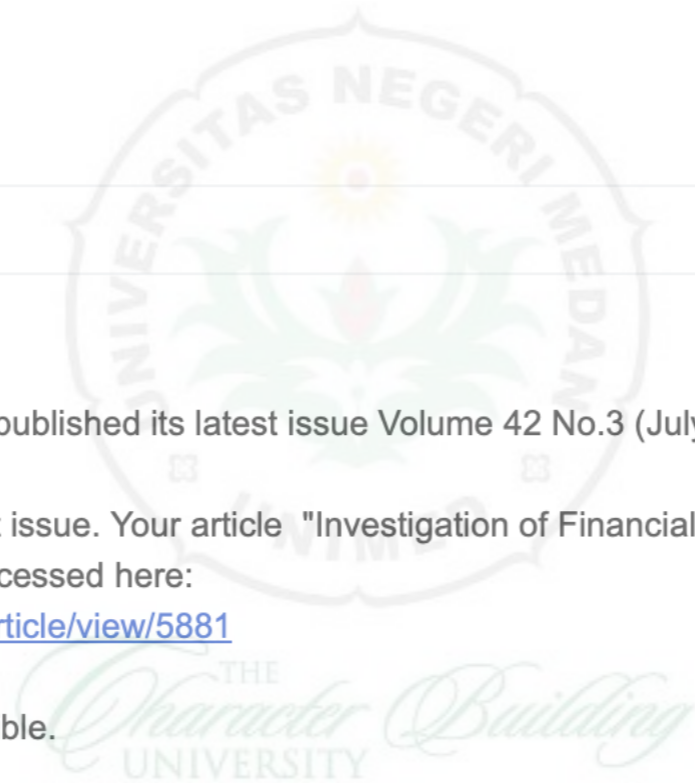 UNIVERSITAS NEGERI MEDAN
published its latest issue Volume 42 No.3 (July
UNIMED
issue. Your article "Investigation of Financial
cessed here:
rticle/view/5881
THE
Character Building
UNIVERSITY
ble.